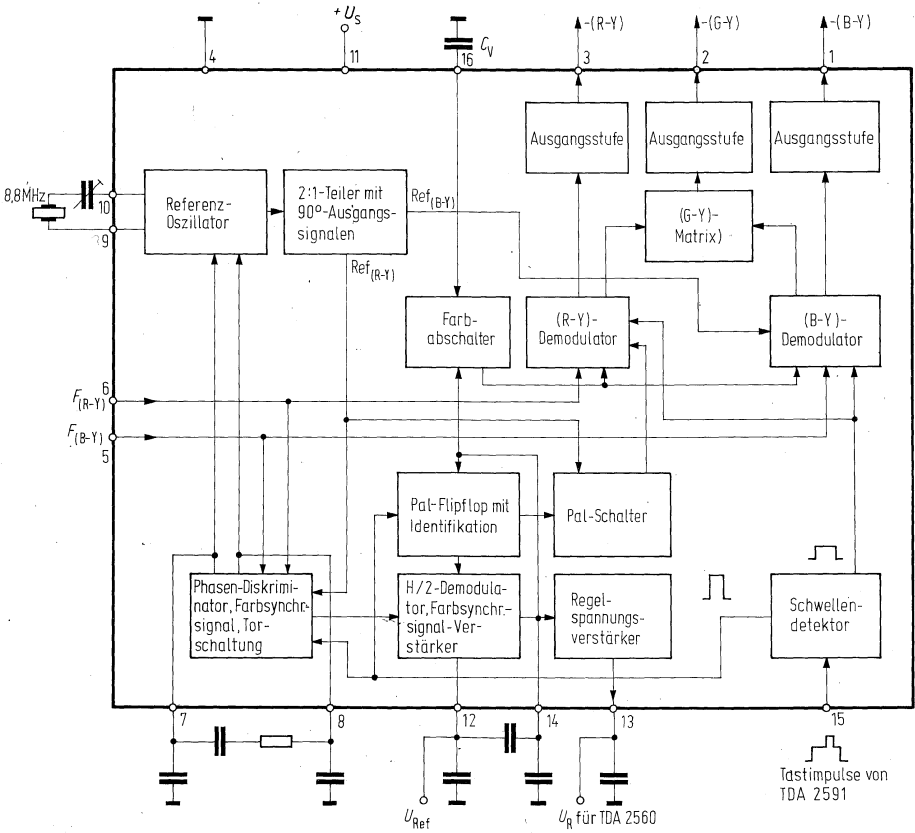 +U_S
-(R-Y)
-(G-Y)
-(B-Y)
4
11
C_V
16
3
2
1
Ausgangsstufe
Ausgangsstufe
Ausgangsstufe
8,8MHz
10
9
Referenz-
Oszillator
2:1-Teiler mit
90°-Ausgangs-
signalen
Ref(B-Y)
Ref(R-Y)
(G-Y)-
Matrix)
Farb-
abschalter
(R-Y)-
Demodulator
(B-Y)-
Demodulator
6
F(R-Y)
F(B-Y)
5
Pal-Flipflop mit
Identifikation
Pal-Schalter
Phasen-Diskrimi-
nator, Farbsynchr.-
signal, Tor-
schaltung
H/2-Demodula-
tor, Farbsynchr.-
signal-Ver-
stärker
Regel-
spannungs-
verstärker
Schwellen-
detektor
7
8
12
14
13
15
U_Ref
U_R für TDA 2560
Tastimpulse von
TDA 2591